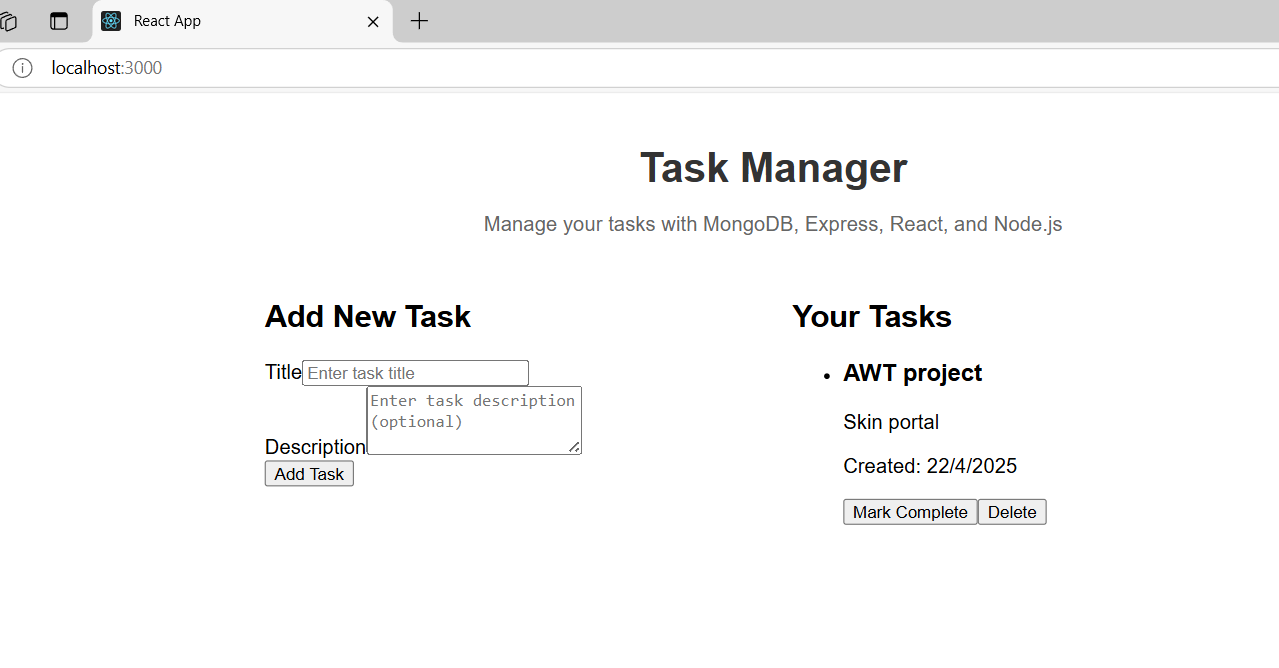 React App
localhost:3000
Task Manager
Manage your tasks with MongoDB, Express, React, and Node.js
Add New Task
Title Enter task title
Description Enter task description
(optional)
Add Task
Your Tasks
AWT project
Skin portal
Created: 22/4/2025
Mark Complete Delete